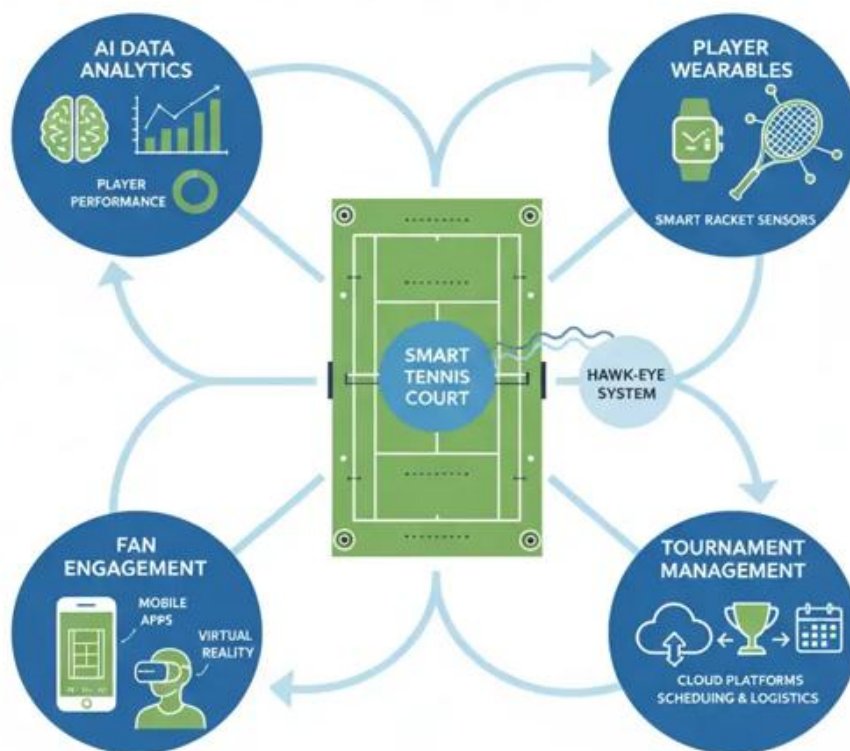 AI DATA
ANALYTICS
PLAYER
PERFORMANCE
PLAYER
WEARABLES
SMART RACKET SENSORS
SMART
TENNIS
COURT
HAWK-EYE
SYSTEM
FAN
ENGAGEMENT
MOBILE
APPS
VIRTUAL
REALITY
TOURNAMENT
MANAGEMENT
CLOUD PLATFORMS
SCHEDUING & LOGISTICS